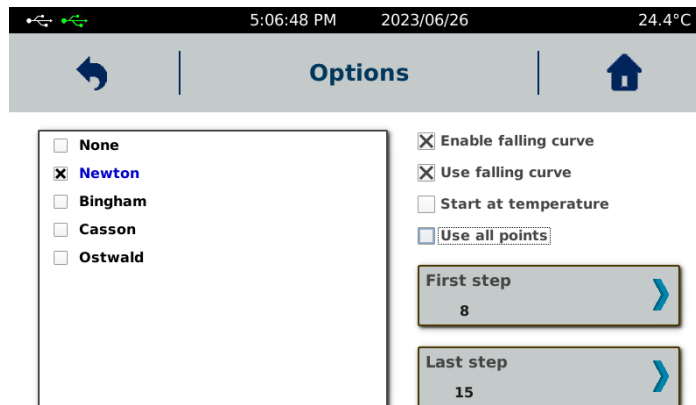 5:06:48 PM 2023/06/26 24.4°C
Options
None
Newton
Bingham
Casson
Ostwald
Enable falling curve
Use falling curve
Start at temperature
Use all points
First step
8
Last step
15